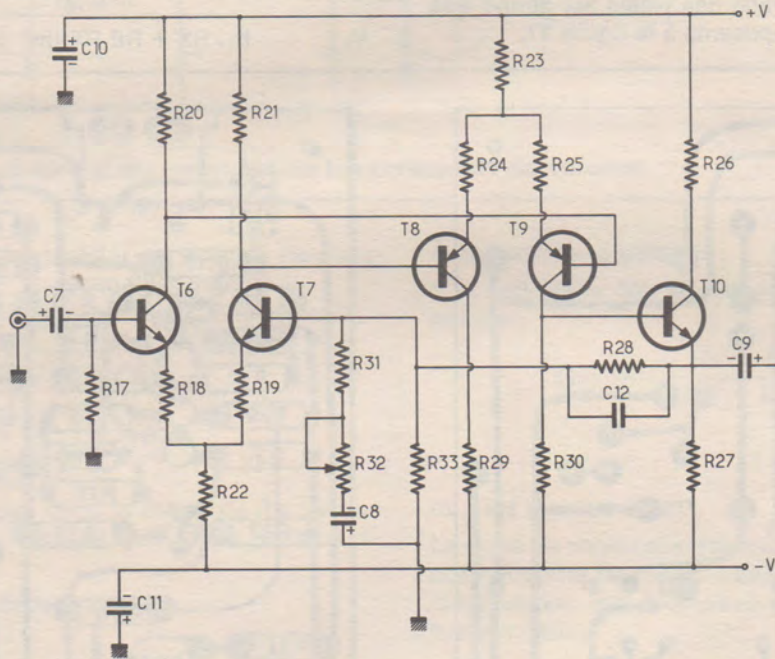 +V
+
C10
-
R23
R20
R21
R24
R25
R26
T8
T9
C7
+
-
T6
T7
T10
R31
R28
C9
-
+
R17
R18
R19
C12
R32
R33
R29
R30
R27
R22
C8
-
+
-V
-
C11
+